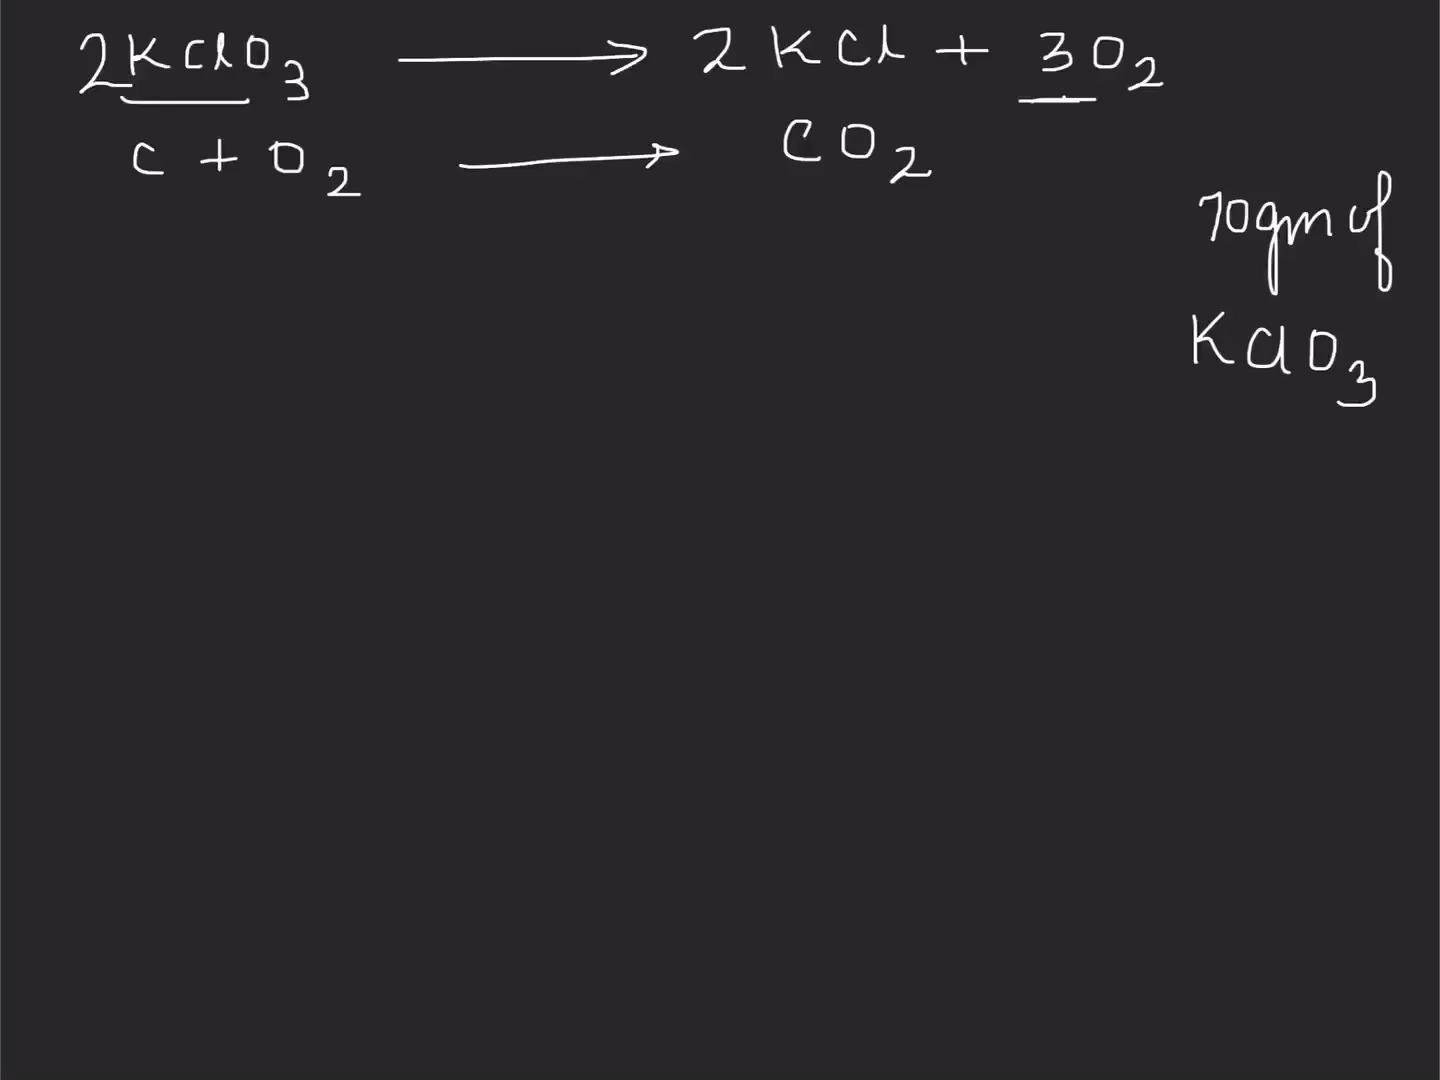 2KClO3 → 2KCl + 3O2
C + O2 → CO2
70gm of
KClO3